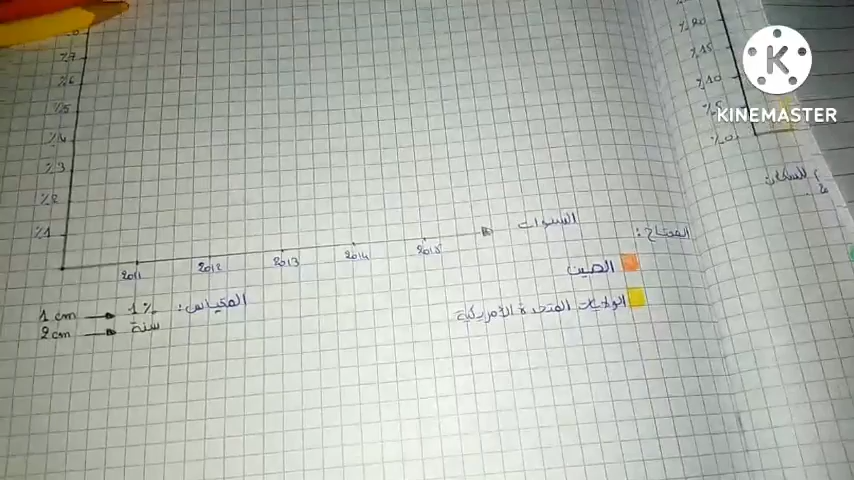 ٪7
٪6
٪5
٪4
٪3
٪2
٪1
2011 2012 2013 2014 2015 السنوات
المقياس: 1 cm → 1٪
2 cm → سنة
المفتاح:
الصين
الولايات المتحدة الأمريكية
٪20
٪15
٪10
٪5
٪0
K
KINEMASTER